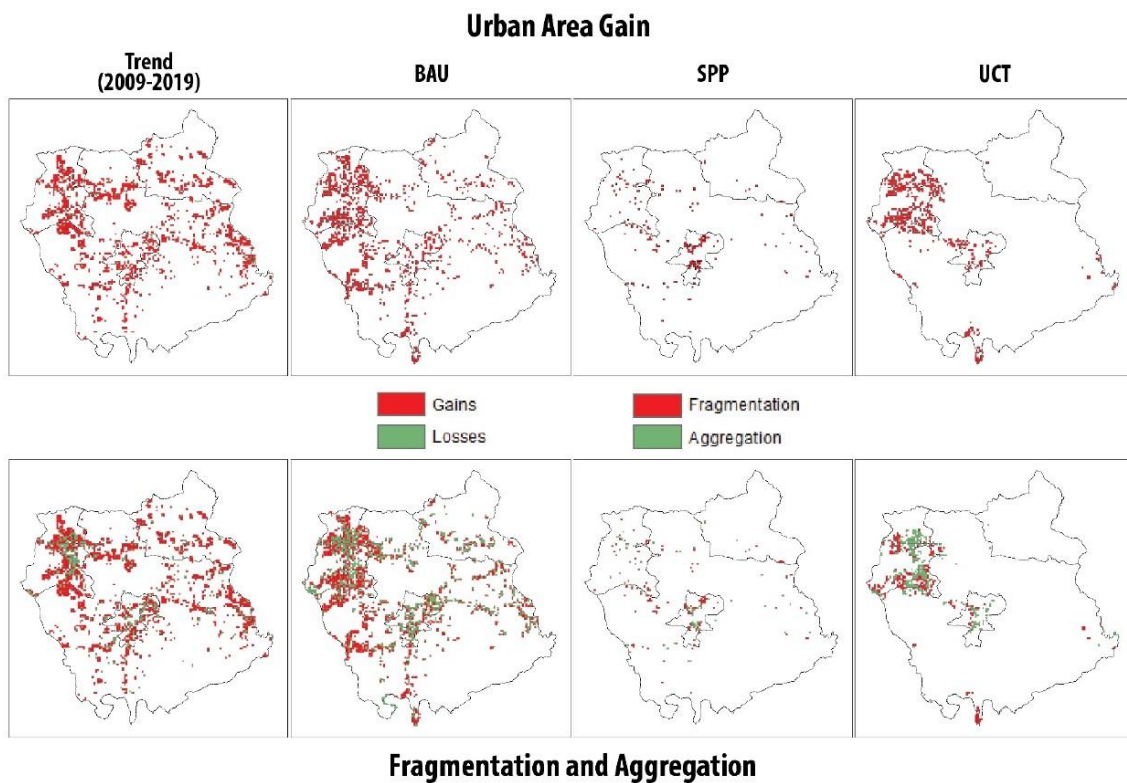 Urban Area Gain
Trend
(2009-2019)
BAU
SPP
UCT
Gains
Fragmentation
Losses
Aggregation
Fragmentation and Aggregation